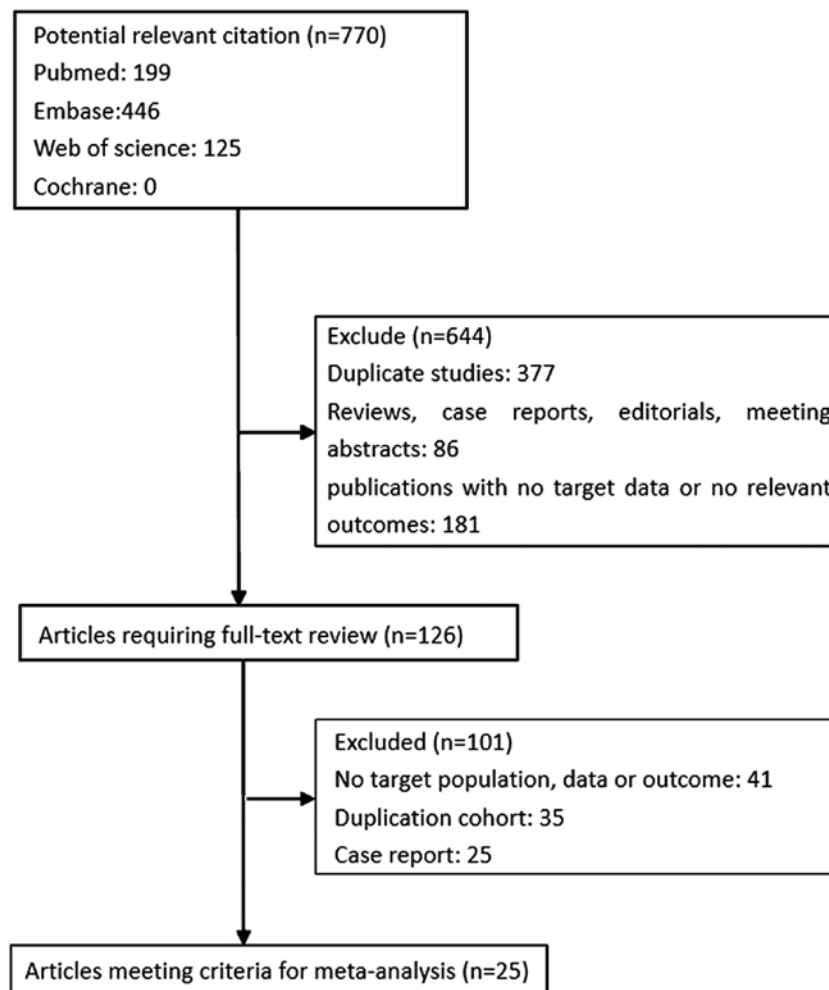 Potential relevant citation (n=770)
Pubmed: 199
Embase:446
Web of science: 125
Cochrane: 0
Exclude (n=644)
Duplicate studies: 377
Reviews, case reports, editorials, meeting
abstracts: 86
publications with no target data or no relevant
outcomes: 181
Articles requiring full-text review (n=126)
Excluded (n=101)
No target population, data or outcome: 41
Duplication cohort: 35
Case report: 25
Articles meeting criteria for meta-analysis (n=25)